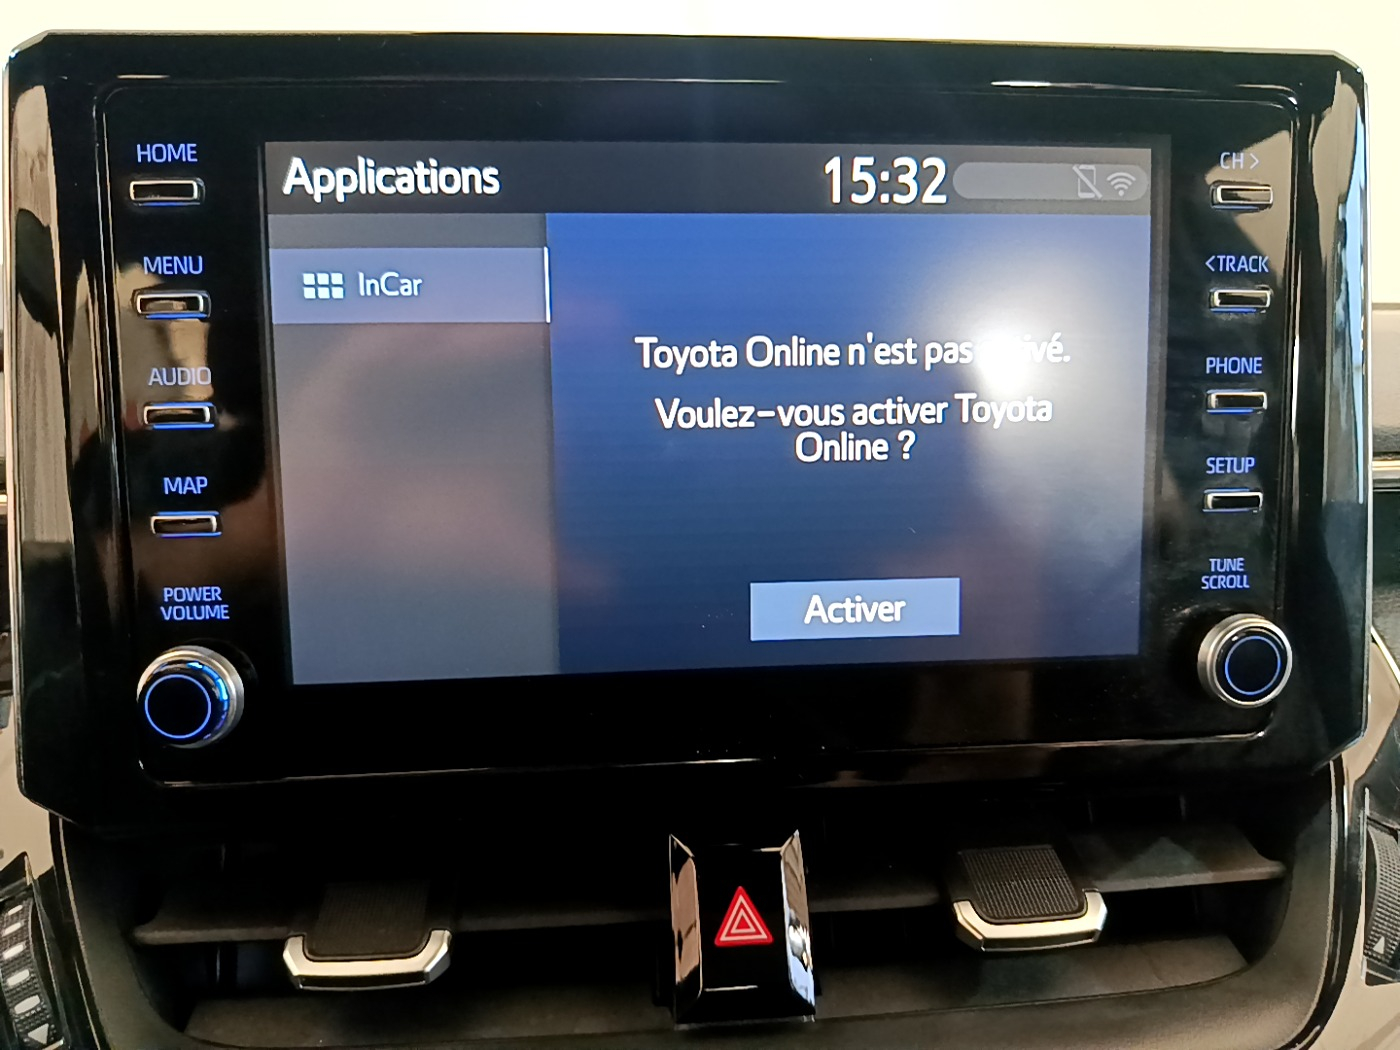 HOME
MENU
AUDIO
MAP
POWER
VOLUME
Applications
15:32
InCar
Toyota Online n'est pas
Voulez-vous activer Toyota
Online ?
Activer
CH >
<TRACK
PHONE
SETUP
TUNE
SCROLL